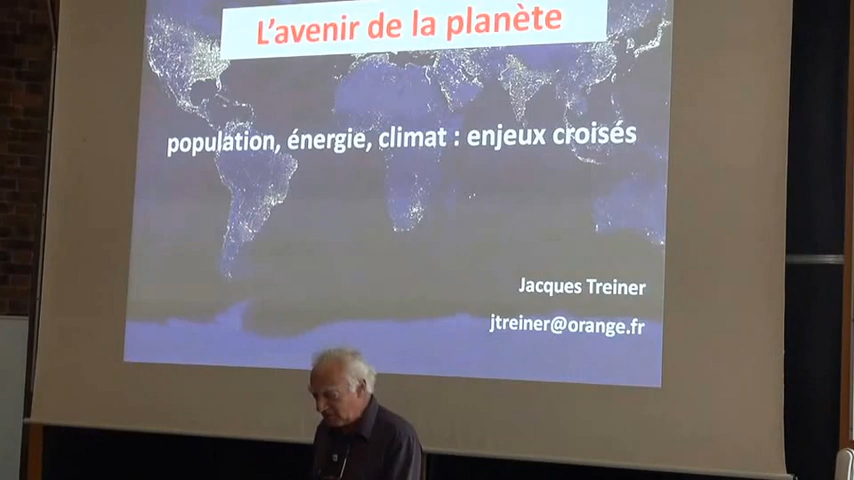 L'avenir de la planète
population, énergie, climat : enjeux croisés
Jacques Treiner
jtreiner@orange.fr